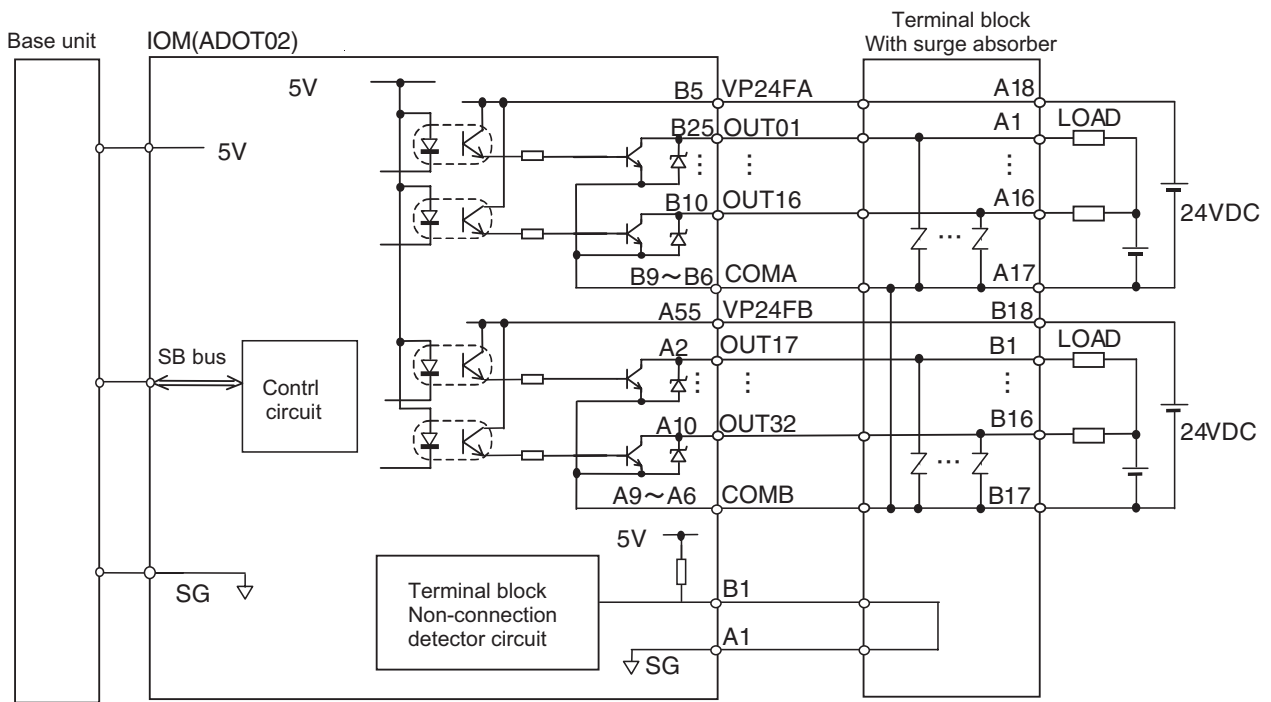 Terminal block
With surge absorber
Base unit
IOM(ADOT02)
5V
B5
VP24FA
A18
B25
OUT01
A1
LOAD
5V
B10
OUT16
A16
24VDC
B9～B6
COMA
A17
A55
VP24FB
B18
SB bus
A2
OUT17
B1
LOAD
Contrl
circuit
A10
OUT32
B16
24VDC
A9～A6
COMB
B17
5V
SG
Terminal block
Non-connection
detector circuit
B1
A1
SG